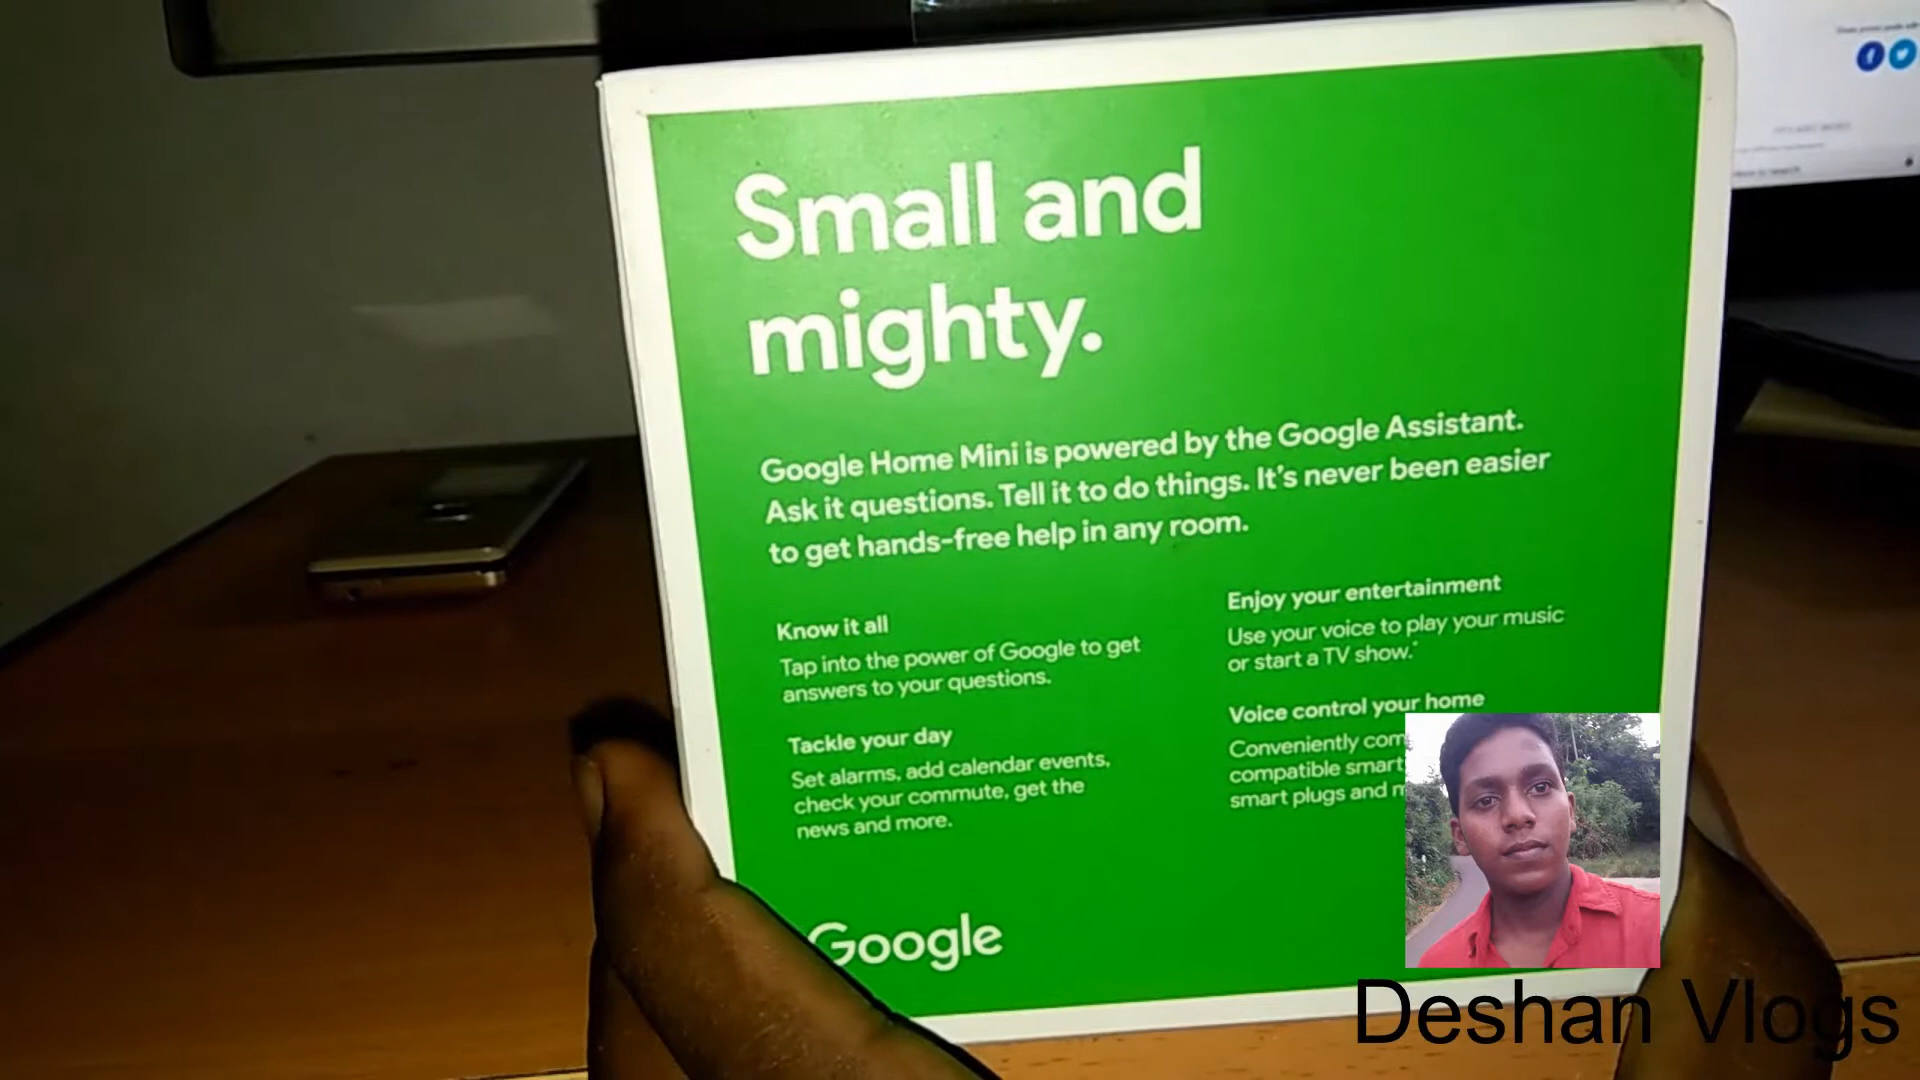 Small and
mighty.
Google Home Mini is powered by the Google Assistant.
Ask it questions. Tell it to do things. It's never been easier
to get hands-free help in any room.
Know it all
Tap into the power of Google to get
answers to your questions.
Tackle your day
Set alarms, add calendar events,
check your commute, get the
news and more.
Enjoy your entertainment
Use your voice to play your music
or start a TV show.*
Voice control your home
Conveniently
compatible smart
smart plugs and
Google
Deshan Vlogs